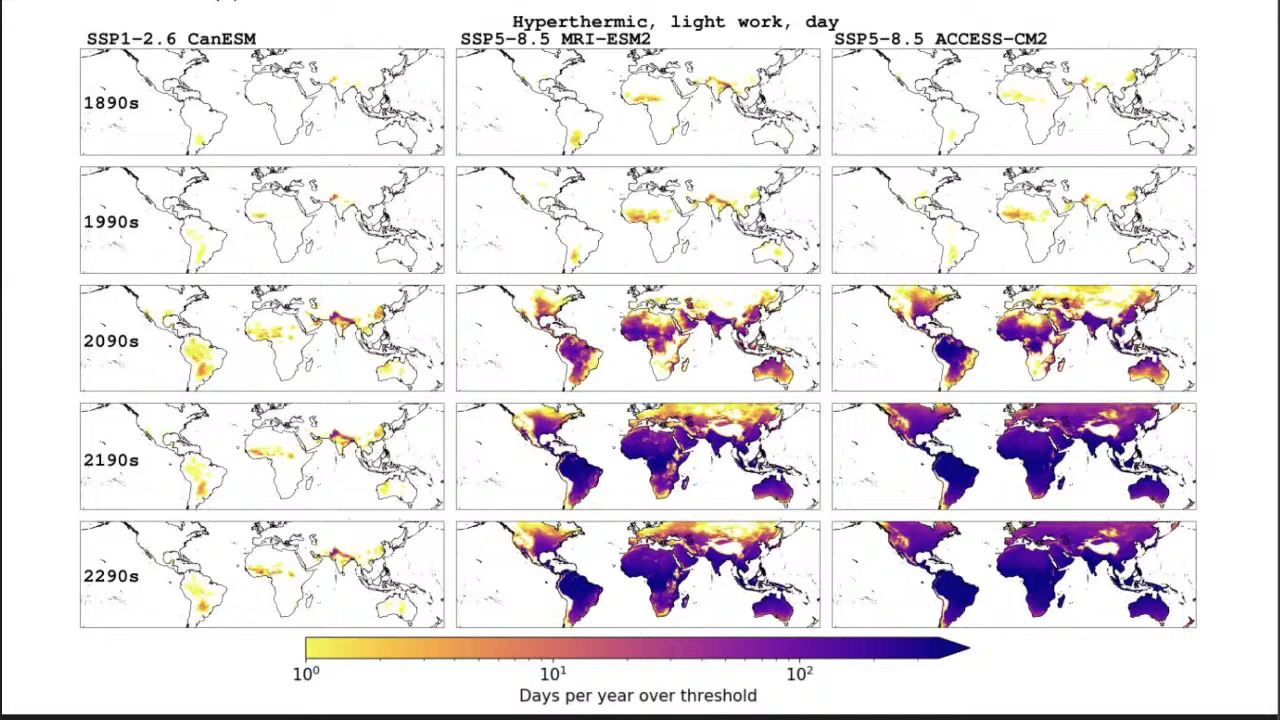 Hyperthermic, light work, day
SSP1-2.6 CanESM
SSP5-8.5 MRI-ESM2
SSP5-8.5 ACCESS-CM2
1890s
1990s
2090s
2190s
2290s
10⁰ 10¹ 10²
Days per year over threshold